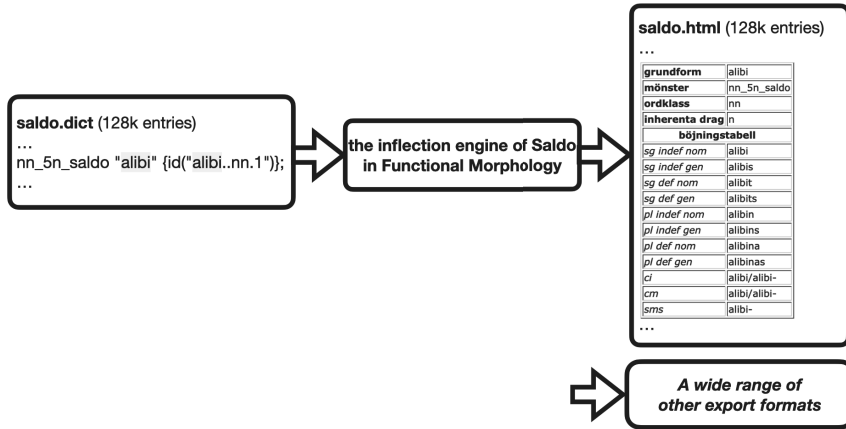 saldo.dict (128k entries)
...
nn_5n_saldo "alibi" {id("alibi..nn.1")};
...
the inflection engine of Saldo
in Functional Morphology
saldo.html (128k entries)
...
grundform alibi
mönster nn_5n_saldo
ordklass nn
inherenta drag n
böjningstabell
sg indef nom alibi
sg indef gen alibis
sg def nom alibit
sg def gen alibits
pl indef nom alibin
pl indef gen alibins
pl def nom alibina
pl def gen alibinas
ci alibi/alibi-
cm alibi/alibi-
sms alibi-
...
A wide range of
other export formats